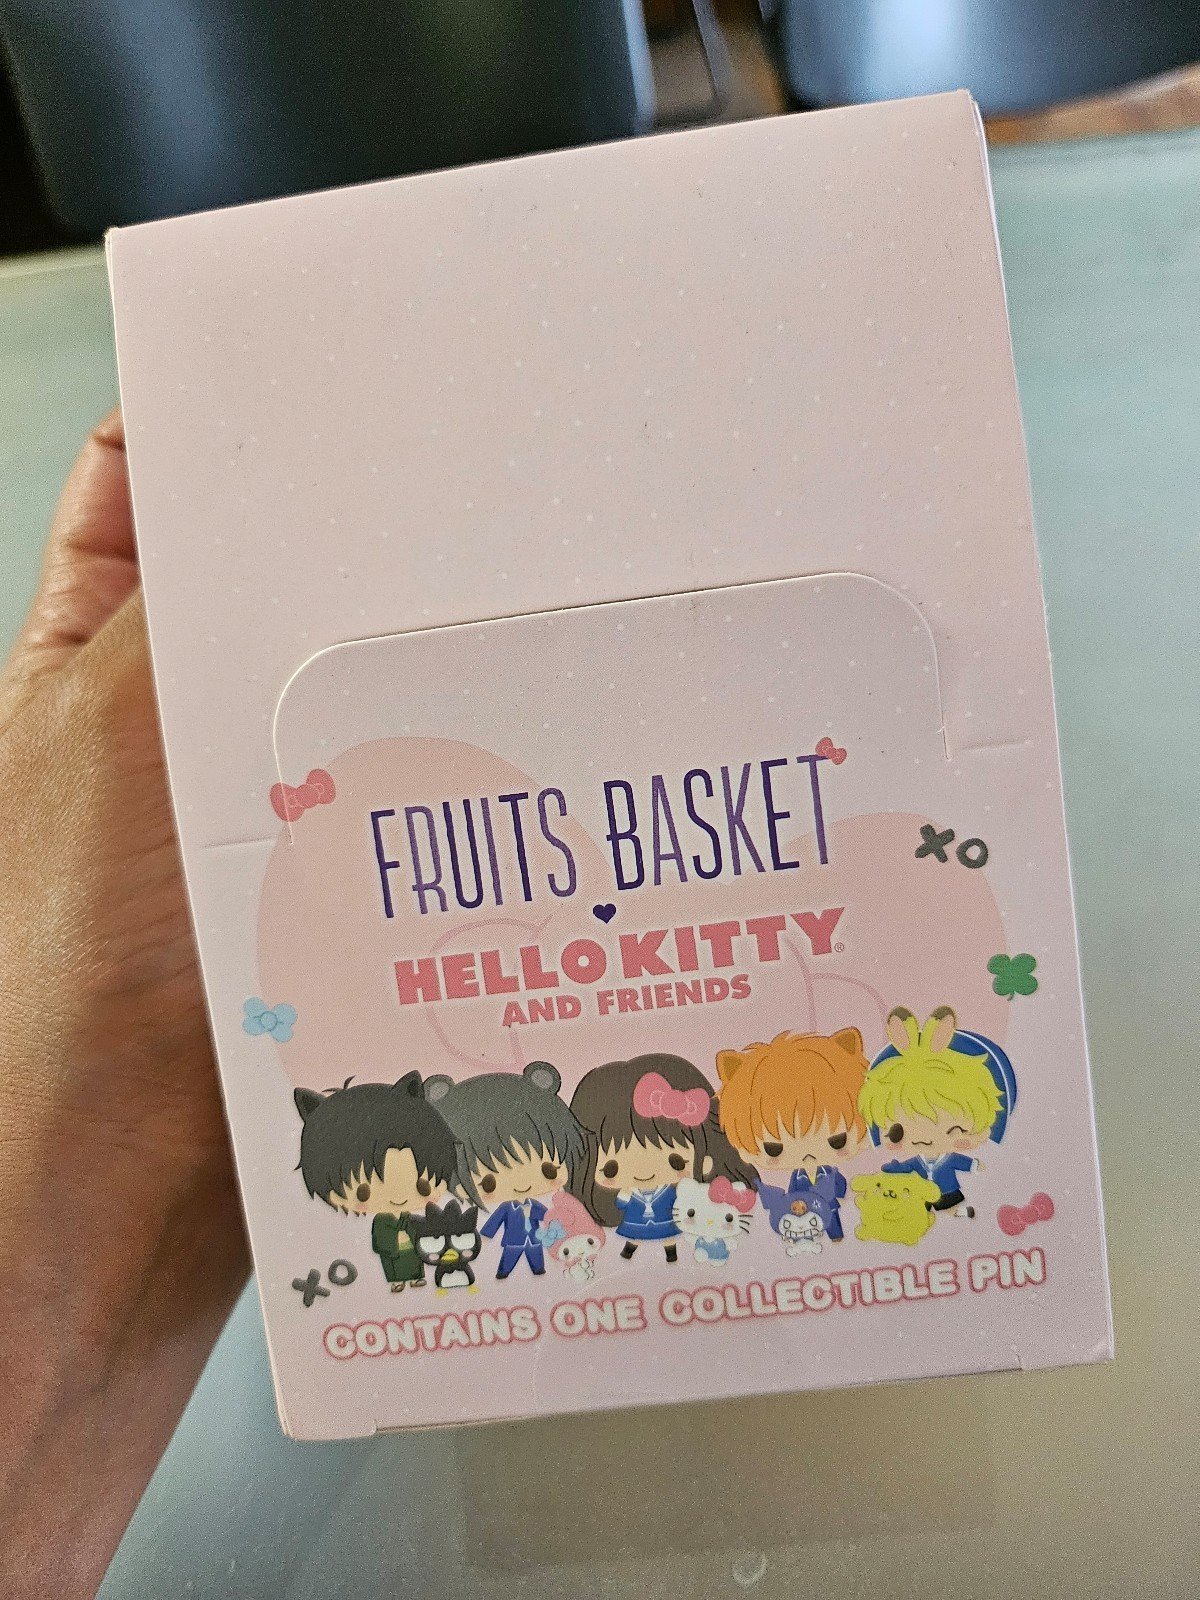 FRUITS BASKET
HELLO KITTY®
AND FRIENDS
XO
XO
CONTAINS ONE COLLECTIBLE PIN